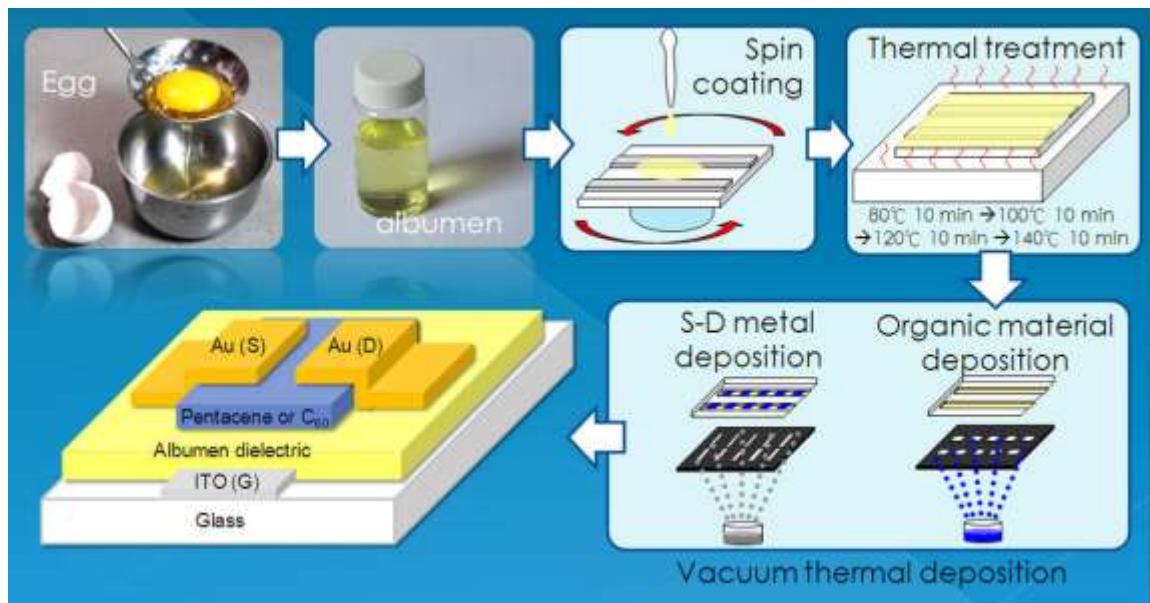 Egg
albumen
Spin
coating
Thermal treatment
80℃ 10 min →100℃ 10 min
→120℃ 10 min →140℃ 10 min
S-D metal
deposition
Organic material
deposition
Vacuum thermal deposition
Au (S)
Au (D)
Pentacene or C₆₀
Albumen dielectric
ITO (G)
Glass